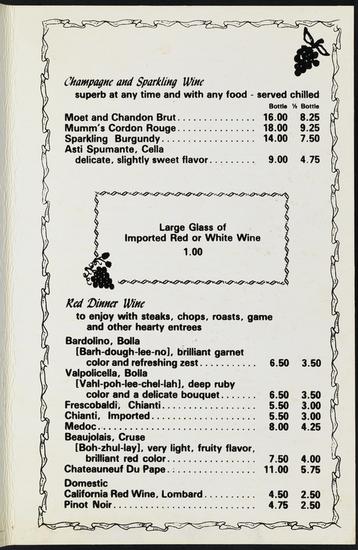 Champagne and Sparkling Wine
superb at any time and with any food - served chilled
Bottle ½ Bottle
Moet and Chandon Brut................ 16.00 8.25
Mumm's Cordon Rouge................ 18.00 9.25
Sparkling Burgundy................ 14.00 7.50
Asti Spumante, Cella
delicate, slightly sweet flavor......... 9.00 4.75
Large Glass of
Imported Red or White Wine
1.00
Red Dinner Wine
to enjoy with steaks, chops, roasts, game
and other hearty entrees
Bardolino, Bolla
[Barh-dough-lee-no], brilliant garnet
color and refreshing zest........... 6.50 3.50
Valpolicella, Bolla
[Vahl-poh-lee-chel-lah], deep ruby
color and a delicate bouquet....... 6.50 3.50
Frescobaldi, Chianti................... 5.50 3.00
Chianti, Imported..................... 5.50 3.00
Medoc................................ 8.00 4.25
Beaujolais, Cruse
[Boh-zhul-lay], very light, fruity flavor,
brilliant red color.................. 7.50 4.00
Chateauneuf Du Pape................. 11.00 5.75
Domestic
California Red Wine, Lombard........... 4.50 2.50
Pinot Noir............................ 4.75 2.50